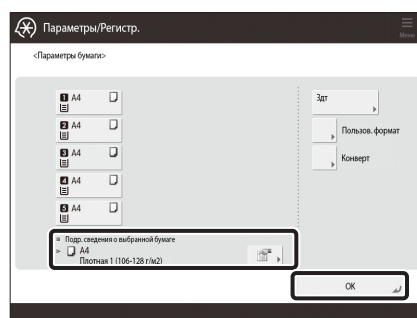 Параметры/Регистр.
Меню
<Параметры бумаги>
1 A4
2 A4
3 A4
4 A4
5 A4
Здт
Пользов. формат
Конверт
Подр. сведения о выбранной бумаге
A4
Плотная 1 (106-128 г/м2)
OK